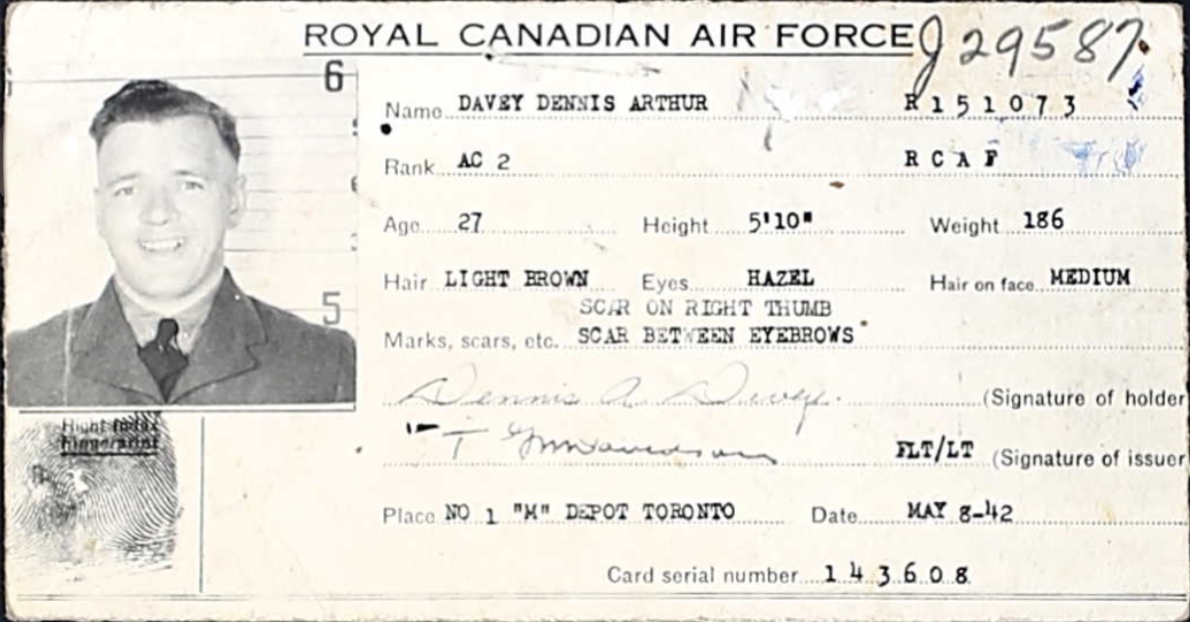 ROYAL CANADIAN AIR FORCE J29587
6
Name DAVEY DENNIS ARTHUR R151073
Rank AC 2 RCAF
Age 27 Height 5'10" Weight 186
Hair LIGHT BROWN Eyes HAZEL Hair on face MEDIUM
5
SCAR ON RIGHT THUMB
Marks, scars, etc. SCAR BETWEEN EYEBROWS
Dennis A. Davey. (Signature of holder
FLT/LT (Signature of issuer
Right Index
Fingerprint
Place NO 1 "M" DEPOT TORONTO Date MAY 8-42
Card serial number 143608